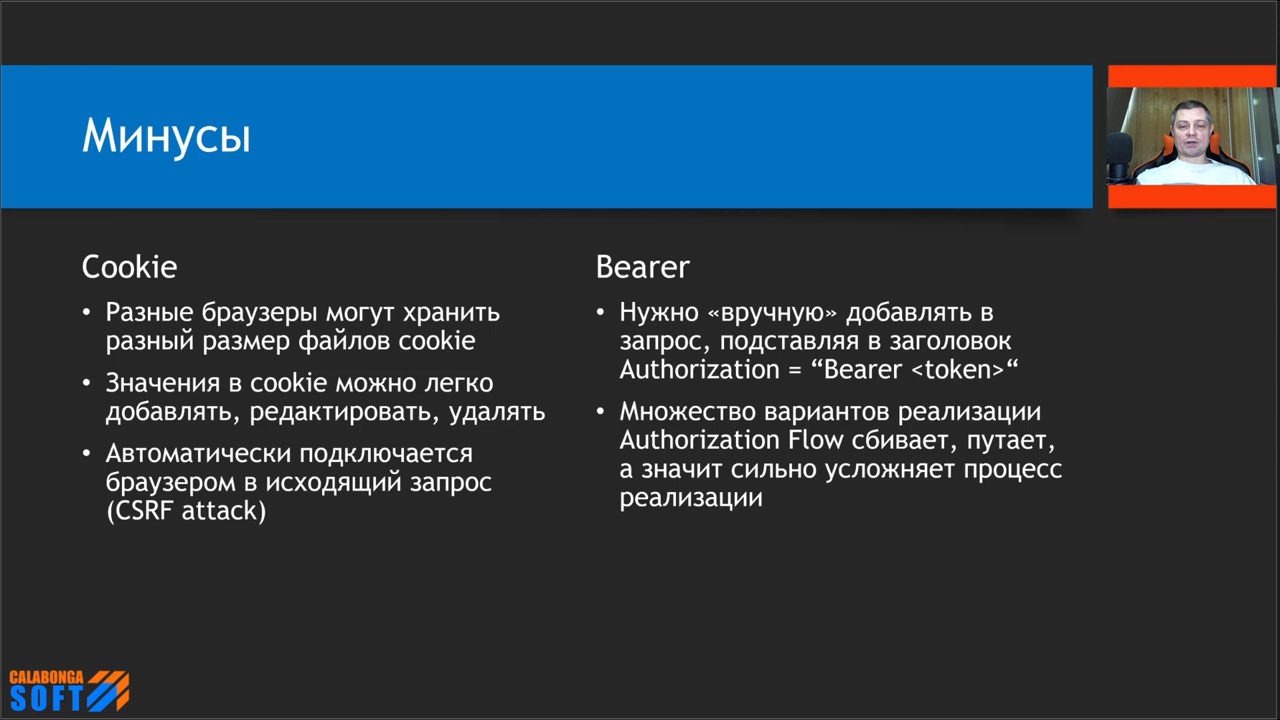 Минусы
Cookie
• Разные браузеры могут хранить
разный размер файлов cookie
• Значения в cookie можно легко
добавлять, редактировать, удалять
• Автоматически подключается
браузером в исходящий запрос
(CSRF attack)
Bearer
• Нужно «вручную» добавлять в
запрос, подставляя в заголовок
Authorization = “Bearer <token>“
• Множество вариантов реализации
Authorization Flow сбивает, путает,
а значит сильно усложняет процесс
реализации
CALABONGA
SOFT